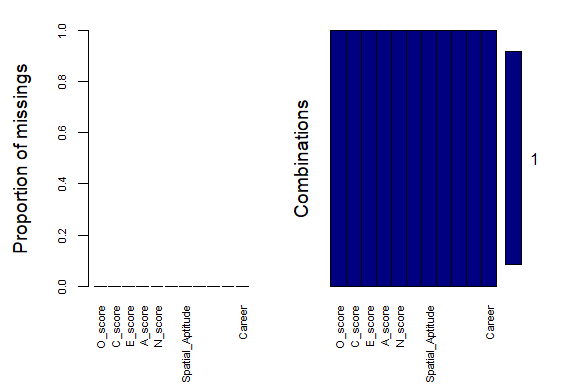 Proportion of missings
1.0
0.8
0.6
0.4
0.2
0.0
O_score
C_score
E_score
A_score
N_score
Spatial_Aptitude
Career
Combinations
1
O_score
C_score
E_score
A_score
N_score
Spatial_Aptitude
Career